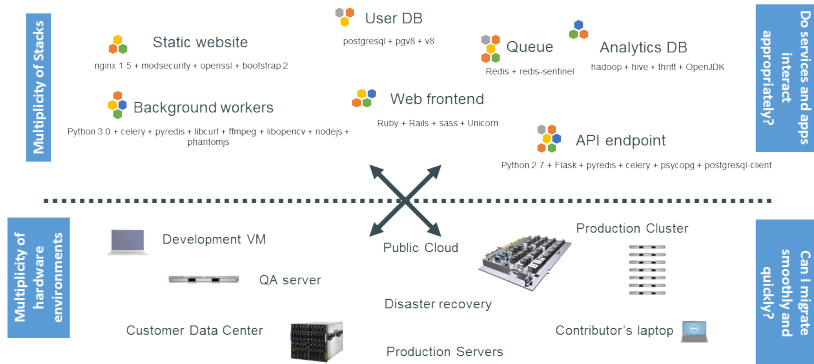 Multiplicity of Stacks
Static website
nginx 1.5 + modsecurity + openssl + bootstrap 2
Background workers
Python 3.0 + celery + pyredis + libcurl + ffmpeg + libopencv + nodejs +
phantomjs
User DB
postgresql + pgv8 + v8
Web frontend
Ruby + Rails + sass + Unicorn
Queue
Redis + redis-sentinel
Analytics DB
hadoop + hive + thrift + OpenJDK
API endpoint
Python 2.7 + Flask + pyredis + celery + psycopg + postgresql-client
Do services and apps
interact
appropriately?
Multiplicity of
hardware
environments
Development VM
QA server
Customer Data Center
Public Cloud
Disaster recovery
Production Servers
Production Cluster
Contributor's laptop
Can I migrate
smoothly and
quickly?